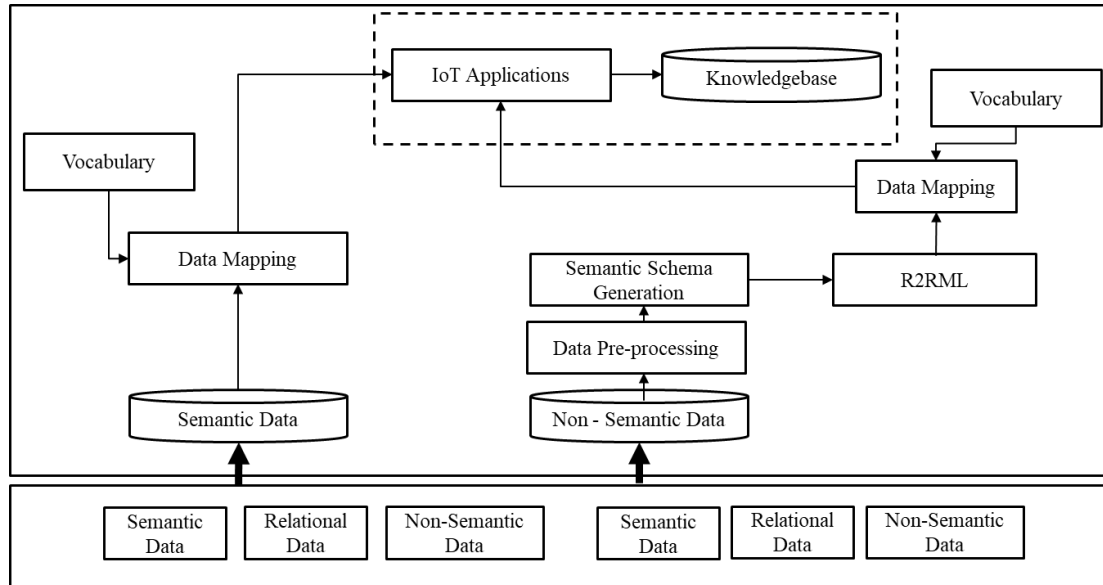 IoT Applications
Knowledgebase
Vocabulary
Vocabulary
Data Mapping
Data Mapping
Semantic Schema
Generation
R2RML
Data Pre-processing
Semantic Data
Non - Semantic Data
Semantic
Data
Relational
Data
Non-Semantic
Data
Semantic
Data
Relational
Data
Non-Semantic
Data